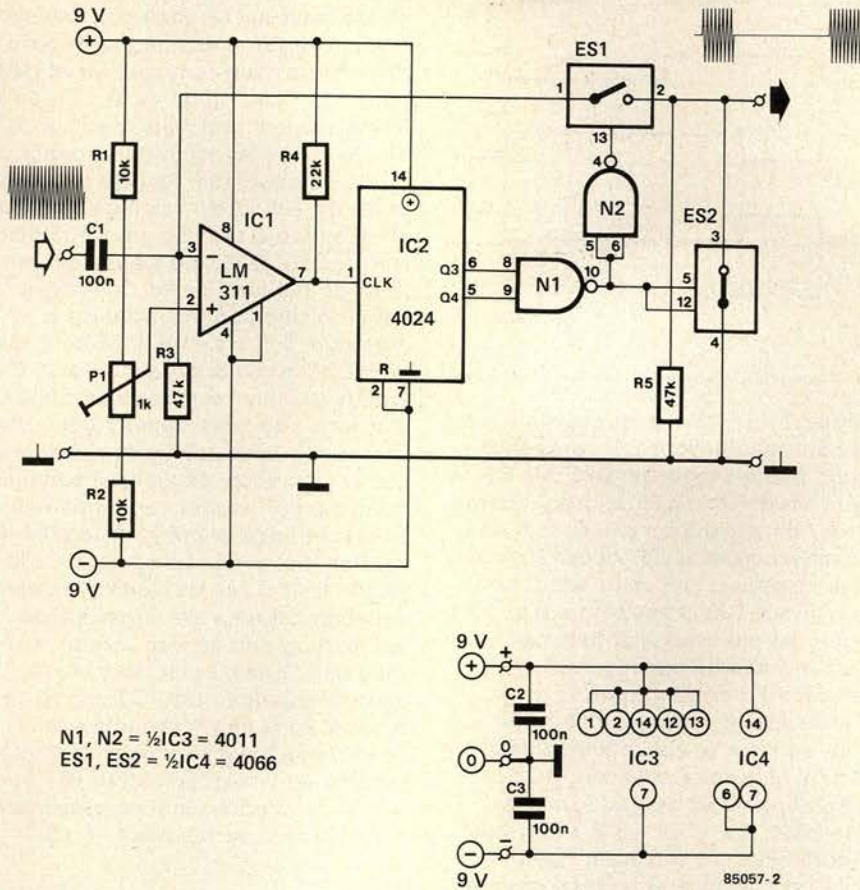 9 V
+
R1
10k
R4
22k
14
+
ES1
1
2
13
4
N2
5
6
ES2
3
5
12
4
C1
100n
IC1
8
3
−
LM
311
7
2
+
1
4
1
CLK
IC2
4024
Q3
6
8
Q4
5
9
N1
10
R
2
7
P1
1k
R3
47k
R5
47k
R2
10k
−
9 V
N1, N2 = ½IC3 = 4011
ES1, ES2 = ½IC4 = 4066
9 V
+
+
C2
100n
1
2
14
12
13
14
0
0
IC3
IC4
C3
100n
7
6
7
−
−
9 V
85057-2